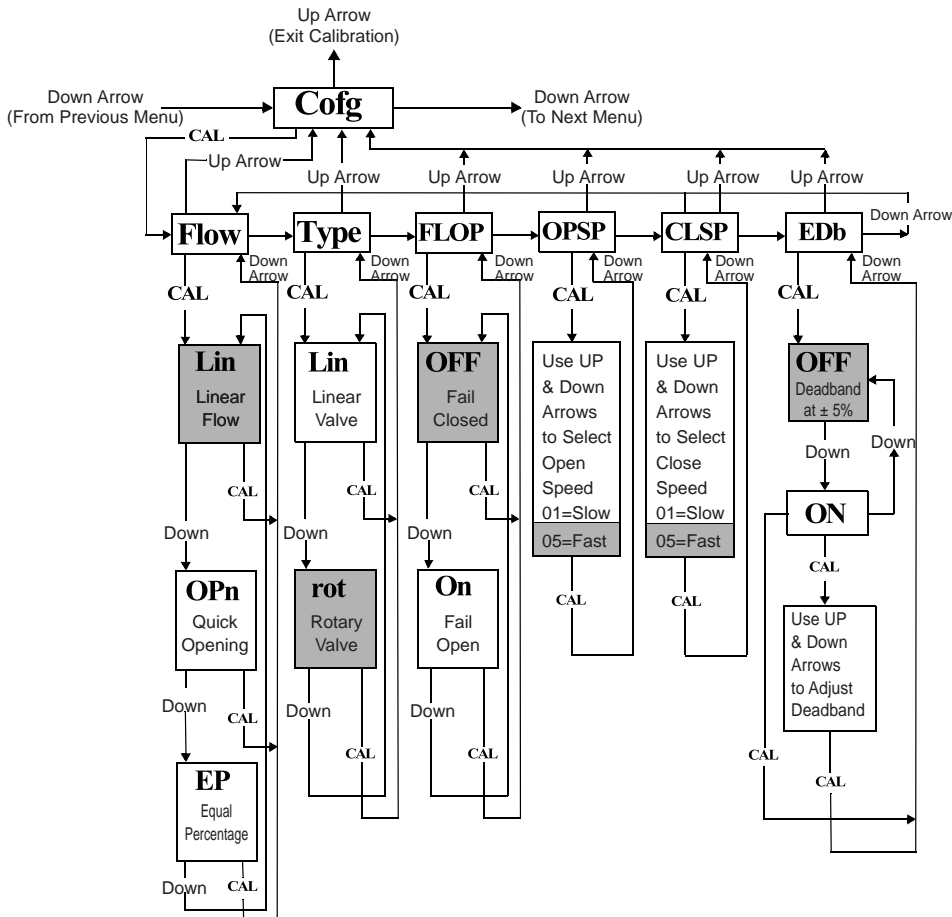 Up Arrow
(Exit Calibration)
Down Arrow
(From Previous Menu)
Cofg
Down Arrow
(To Next Menu)
CAL
Up Arrow
Up Arrow
Up Arrow
Up Arrow
Up Arrow
Up Arrow
Flow
Type
FLOP
OPSP
CLSP
EDb
Down Arrow
Down
Arrow
Down
Arrow
Down
Arrow
Down
Arrow
Down
Arrow
Down
Arrow
CAL
CAL
CAL
CAL
CAL
CAL
Lin
Linear
Flow
CAL
Down
OPn
Quick
Opening
CAL
Down
EP
Equal
Percentage
Down
CAL
Lin
Linear
Valve
CAL
Down
rot
Rotary
Valve
Down
CAL
OFF
Fail
Closed
CAL
Down
On
Fail
Open
Down
CAL
Use UP
& Down
Arrows
to Select
Open
Speed
01=Slow
05=Fast
CAL
Use UP
& Down
Arrows
to Select
Close
Speed
01=Slow
05=Fast
CAL
OFF
Deadband
at ± 5%
Down
Down
ON
CAL
Use UP
& Down
Arrows
to Adjust
Deadband
CAL
CAL